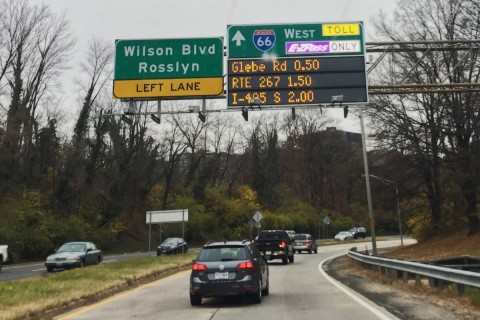 Wilson Blvd
Rosslyn
LEFT LANE
66
WEST
TOLL
E-ZPass
ONLY
Glebe Rd 0.50
RTE 267 1.50
I-495 S 2.00